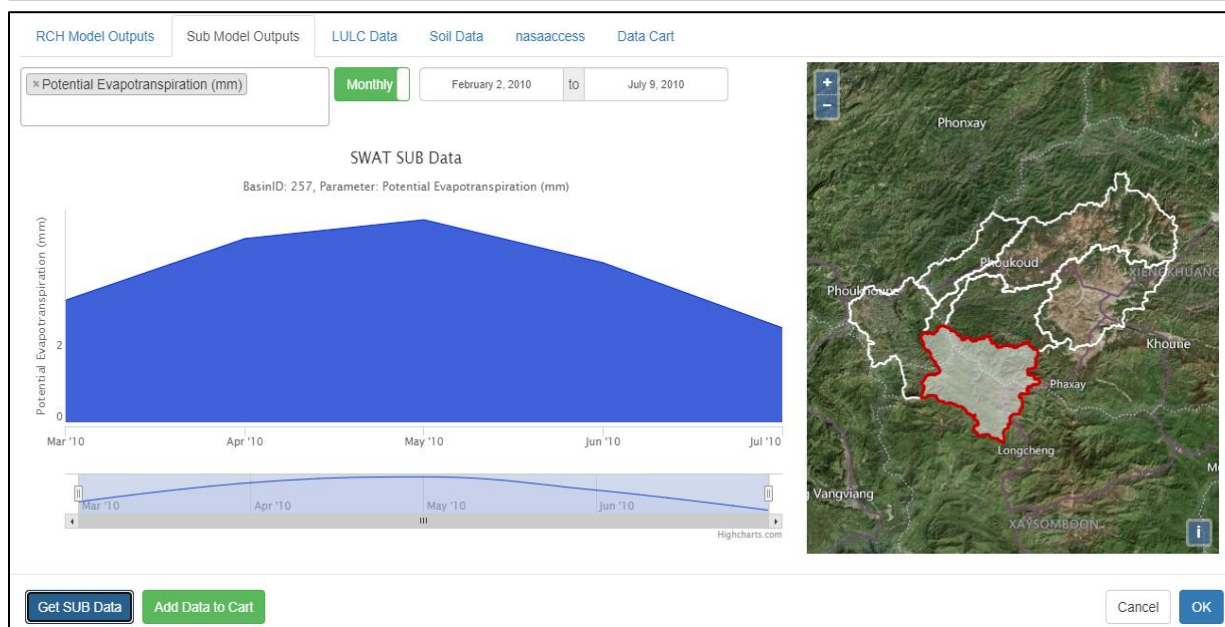 RCH Model Outputs
Sub Model Outputs
LULC Data
Soil Data
nasaaccess
Data Cart
× Potential Evapotranspiration (mm)
Monthly
February 2, 2010
to
July 9, 2010
SWAT SUB Data
BasinID: 257, Parameter: Potential Evapotranspiration (mm)
Potential Evapotranspiration (mm)
2
0
Mar '10
Apr '10
May '10
Jun '10
Jul '10
Mar '10
Apr '10
May '10
Jun '10
Highcharts.com
+
−
Phonxay
Phoukoud
XIENGKHUANG
Phoukhoune
Khoune
Phaxay
Longcheng
Vangviang
XAYSOMBOON
i
Get SUB Data
Add Data to Cart
Cancel
OK